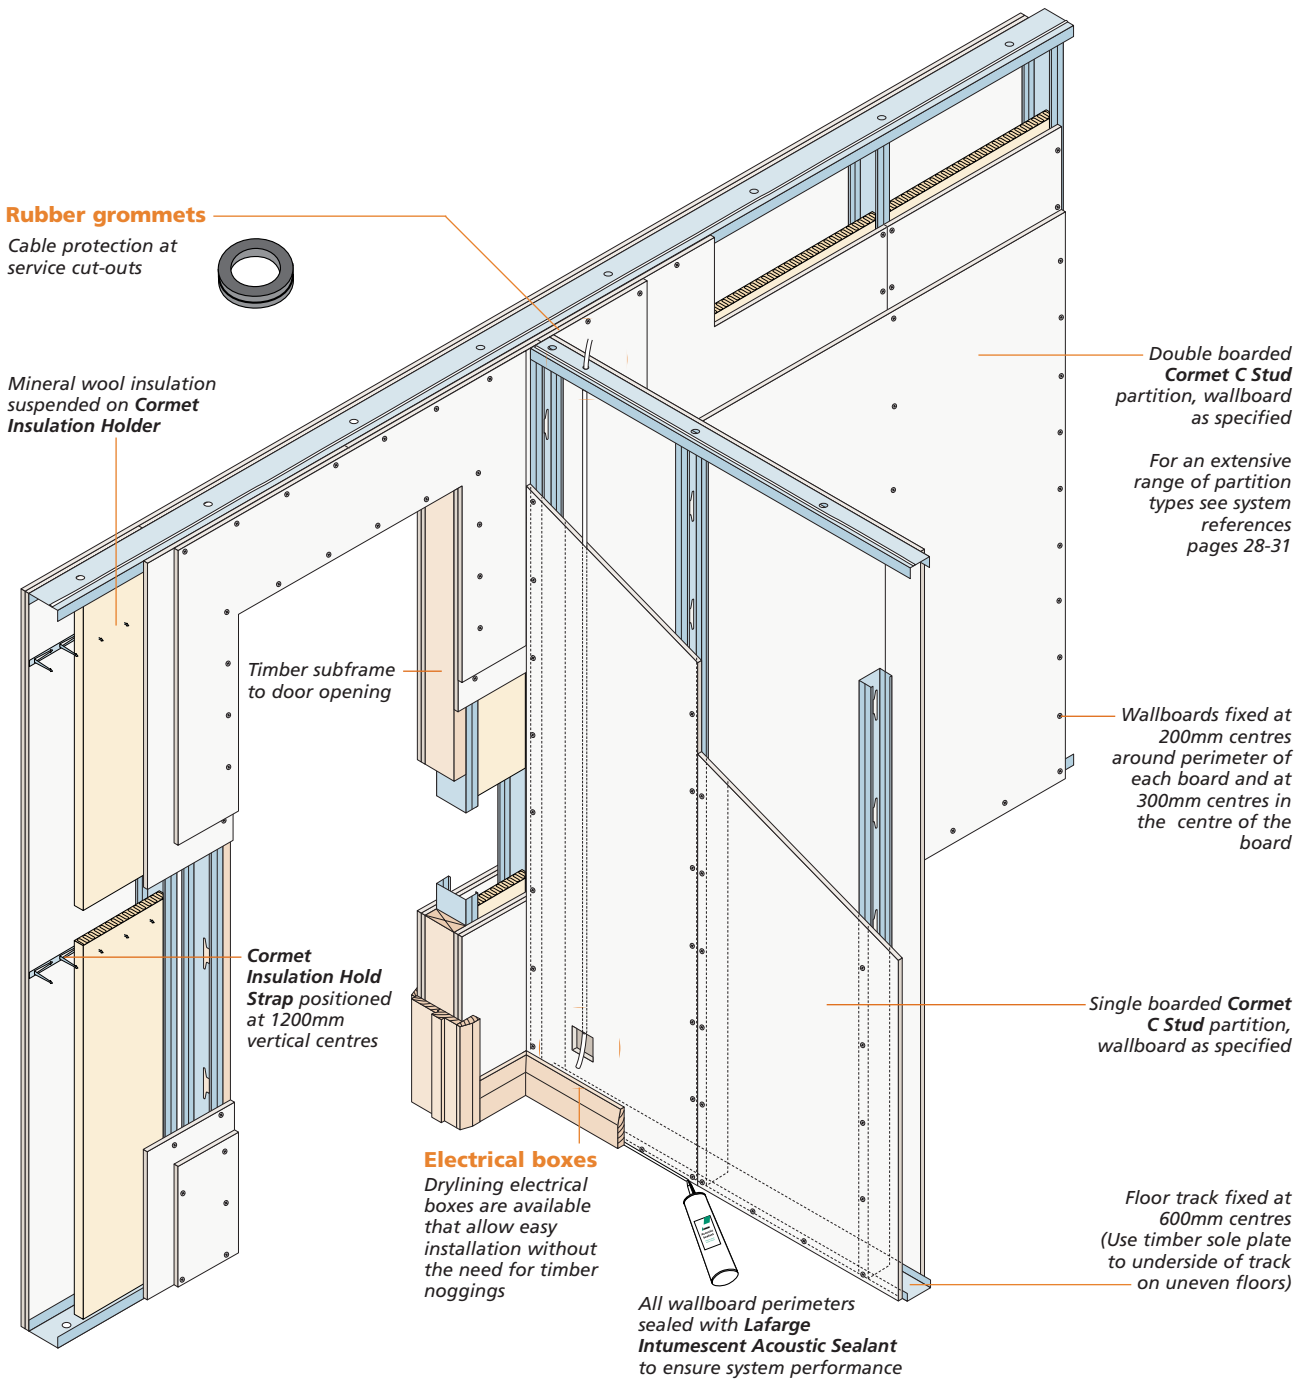 Rubber grommets
Cable protection at
service cut-outs
Mineral wool insulation
suspended on Cormet
Insulation Holder
Double boarded
Cormet C Stud
partition, wallboard
as specified
For an extensive
range of partition
types see system
references
pages 28-31
Timber subframe
to door opening
Wallboards fixed at
200mm centres
around perimeter of
each board and at
300mm centres in
the centre of the
board
Cormet
Insulation Hold
Strap positioned
at 1200mm
vertical centres
Single boarded Cormet
C Stud partition,
wallboard as specified
Electrical boxes
Drylining electrical
boxes are available
that allow easy
installation without
the need for timber
noggings
Floor track fixed at
600mm centres
(Use timber sole plate
to underside of track
on uneven floors)
All wallboard perimeters
sealed with Lafarge
Intumescent Acoustic Sealant
to ensure system performance